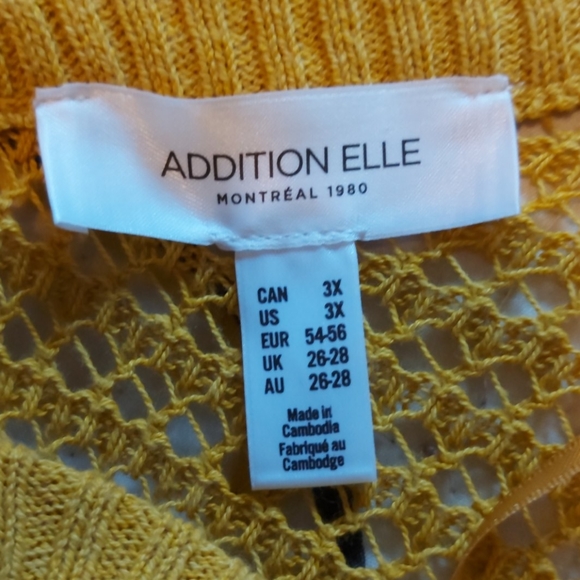 ADDITION ELLE
MONTRÉAL 1980
CAN 3X
US 3X
EUR 54-56
UK 26-28
AU 26-28
Made in
Cambodia
Fabriqué au
Cambodge